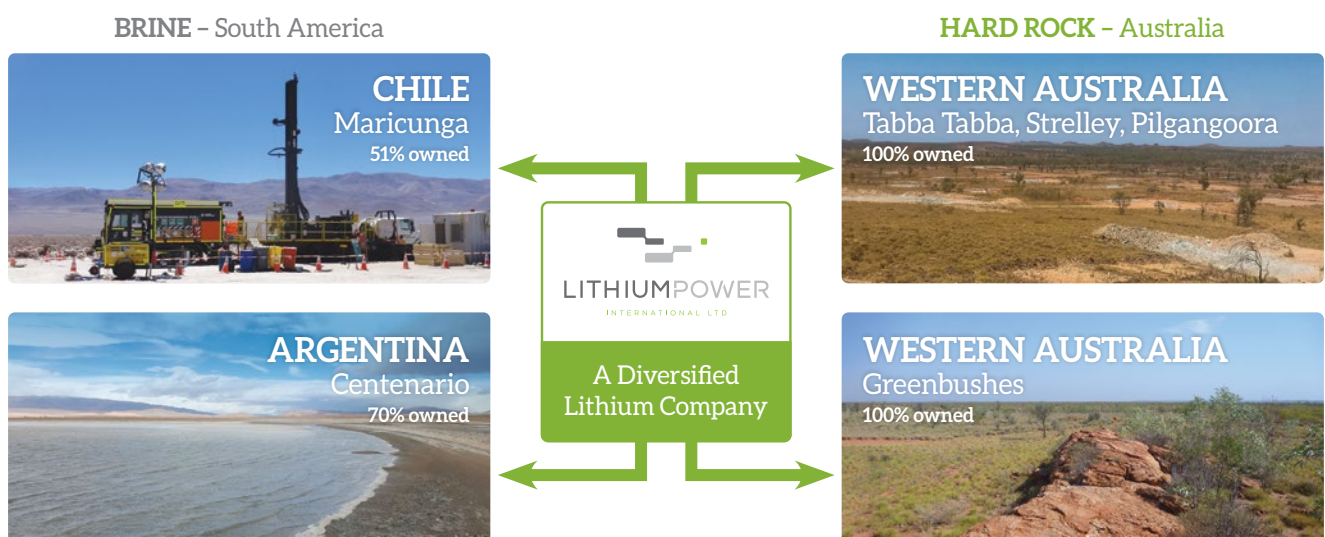 BRINE – South America
CHILE
Maricunga
51% owned
ARGENTINA
Centenario
70% owned
LITHIUMPOWER
INTERNATIONAL LTD
A Diversified
Lithium Company
HARD ROCK – Australia
WESTERN AUSTRALIA
Tabba Tabba, Strelley, Pilgangoora
100% owned
WESTERN AUSTRALIA
Greenbushes
100% owned